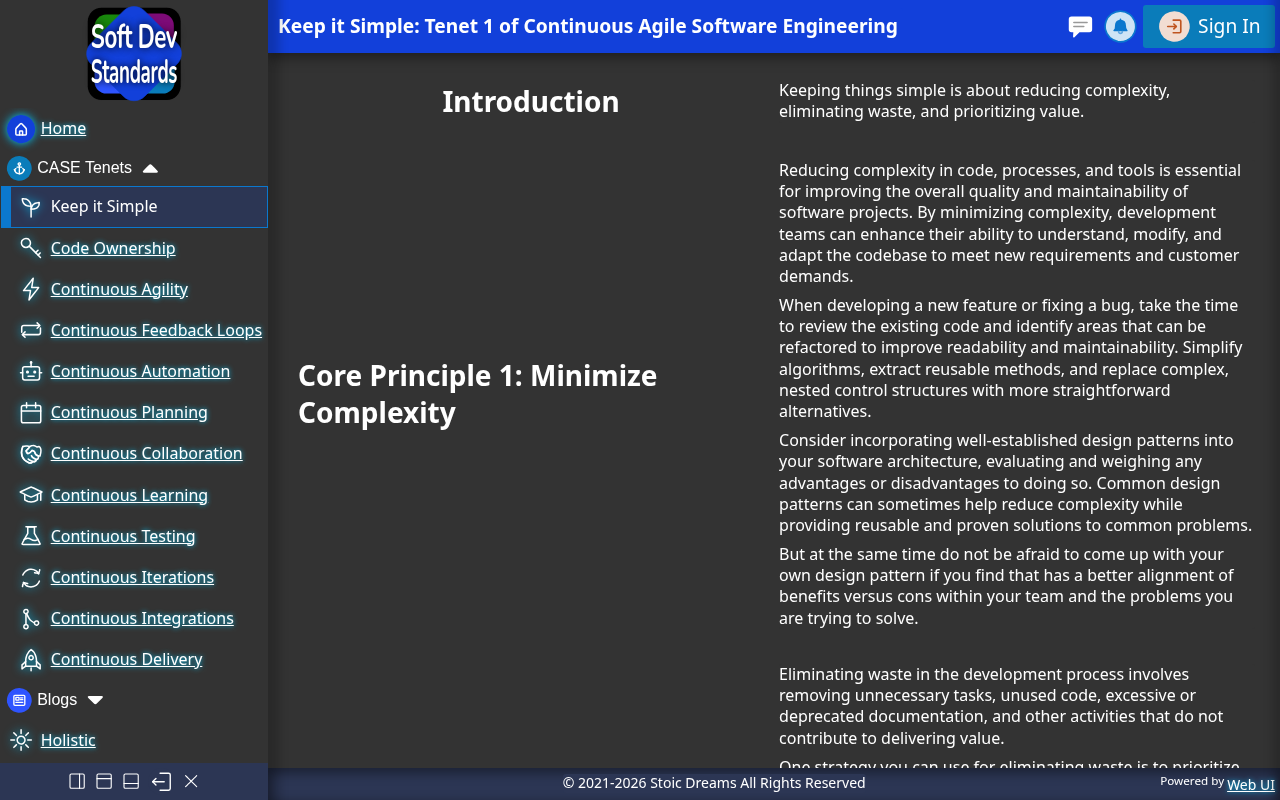 Soft Dev
Standards
Home
CASE Tenets
Keep it Simple
Code Ownership
Continuous Agility
Continuous Feedback Loops
Continuous Automation
Continuous Planning
Continuous Collaboration
Continuous Learning
Continuous Testing
Continuous Iterations
Continuous Integrations
Continuous Delivery
Blogs
Holistic
Keep it Simple: Tenet 1 of Continuous Agile Software Engineering
Sign In
Introduction
Keeping things simple is about reducing complexity,
eliminating waste, and prioritizing value.
Core Principle 1: Minimize
Complexity
Reducing complexity in code, processes, and tools is essential
for improving the overall quality and maintainability of
software projects. By minimizing complexity, development
teams can enhance their ability to understand, modify, and
adapt the codebase to meet new requirements and customer
demands.
When developing a new feature or fixing a bug, take the time
to review the existing code and identify areas that can be
refactored to improve readability and maintainability. Simplify
algorithms, extract reusable methods, and replace complex,
nested control structures with more straightforward
alternatives.
Consider incorporating well-established design patterns into
your software architecture, evaluating and weighing any
advantages or disadvantages to doing so. Common design
patterns can sometimes help reduce complexity while
providing reusable and proven solutions to common problems.
But at the same time do not be afraid to come up with your
own design pattern if you find that has a better alignment of
benefits versus cons within your team and the problems you
are trying to solve.
Eliminating waste in the development process involves
removing unnecessary tasks, unused code, excessive or
deprecated documentation, and other activities that do not
contribute to delivering value.
One strategy you can use for eliminating waste is to prioritize
© 2021-2026 Stoic Dreams All Rights Reserved
Powered by Web UI